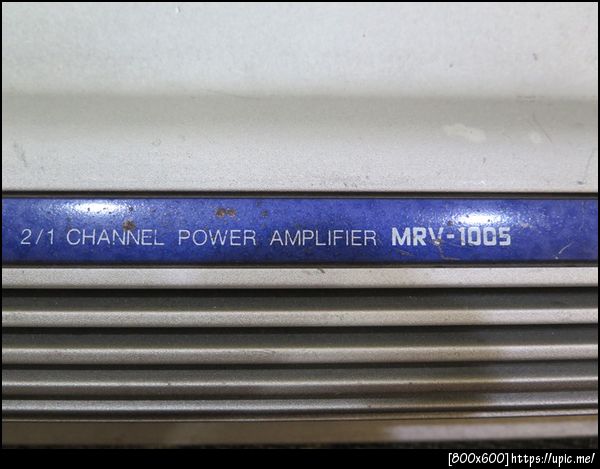 2/1 CHANNEL POWER AMPLIFIER MRV-1005
[800x600]https://upic.me/